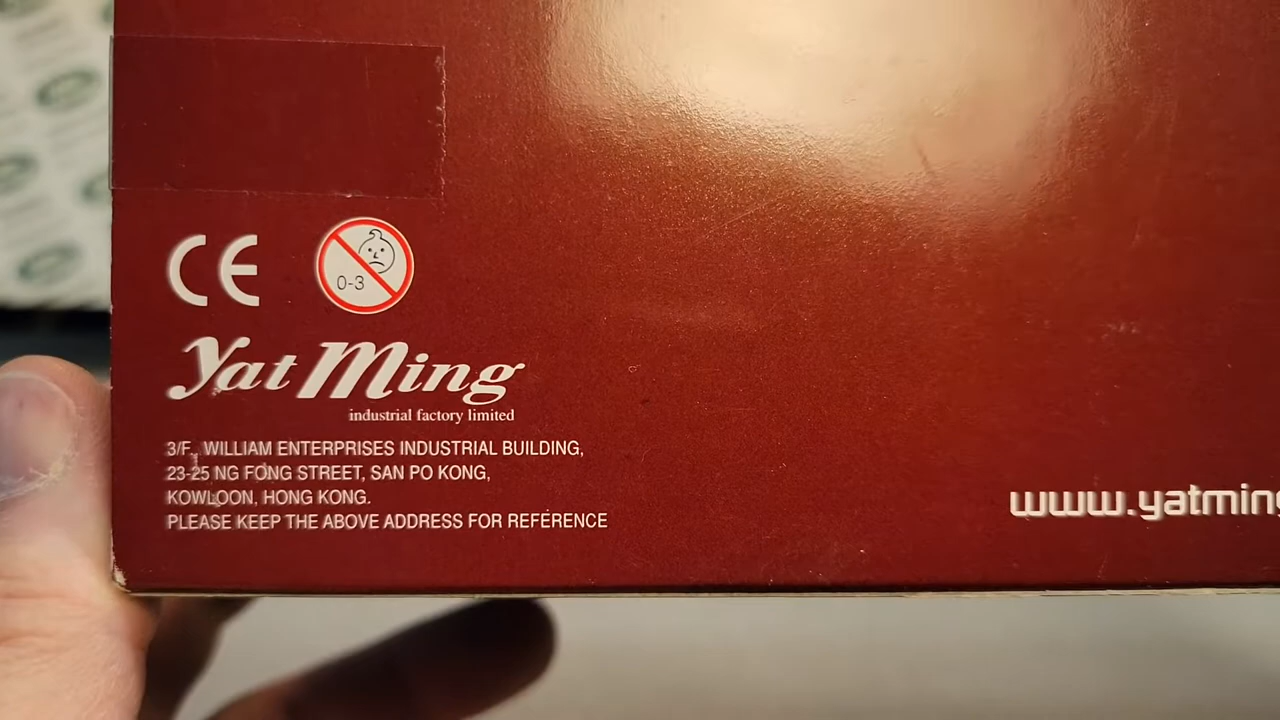 CE
0-3
Yat Ming
industrial factory limited
3/F., WILLIAM ENTERPRISES INDUSTRIAL BUILDING,
23-25 NG FONG STREET, SAN PO KONG,
KOWLOON, HONG KONG.
PLEASE KEEP THE ABOVE ADDRESS FOR REFERENCE
www.yatming